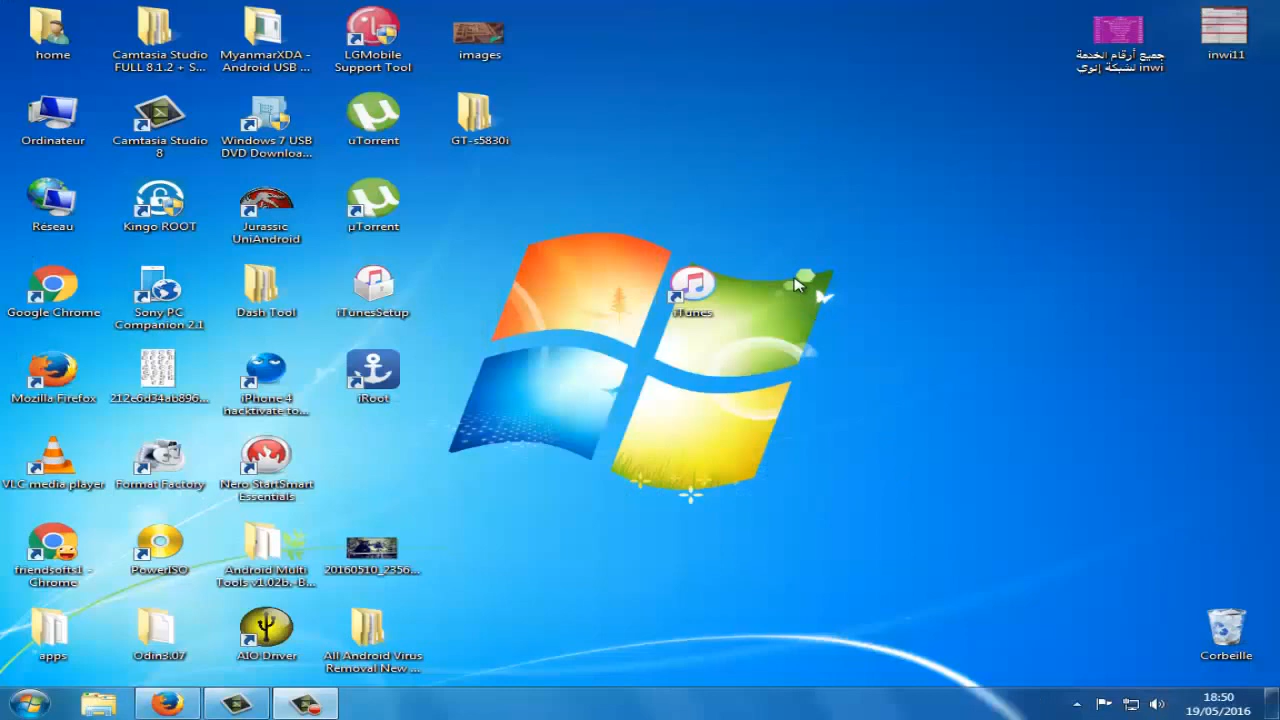 home
Camtasia Studio
FULL 8.1.2 + S...
MyanmarXDA -
Android USB ...
LGMobile
Support Tool
images
جميع أرقام الخدمة
لشبكة إنوي inwi
inwi11
Ordinateur
Camtasia Studio
8
Windows 7 USB
DVD Downloa...
uTorrent
GT-s5830i
Réseau
Kingo ROOT
Jurassic
UniAndroid
µTorrent
Google Chrome
Sony PC
Companion 2.1
Dash Tool
iTunesSetup
iTunes
Mozilla Firefox
212e6d34ab896...
iPhone 4
hacktivate to...
iRoot
VLC media player
Format Factory
Nero StartSmart
Essentials
friendsofts1 -
Chrome
PowerISO
Android Multi
Tools v1.02b,-B...
20160510_2356...
apps
Odin3.07
AIO Driver
All Android Virus
Removal New ...
Corbeille
18:50
19/05/2016